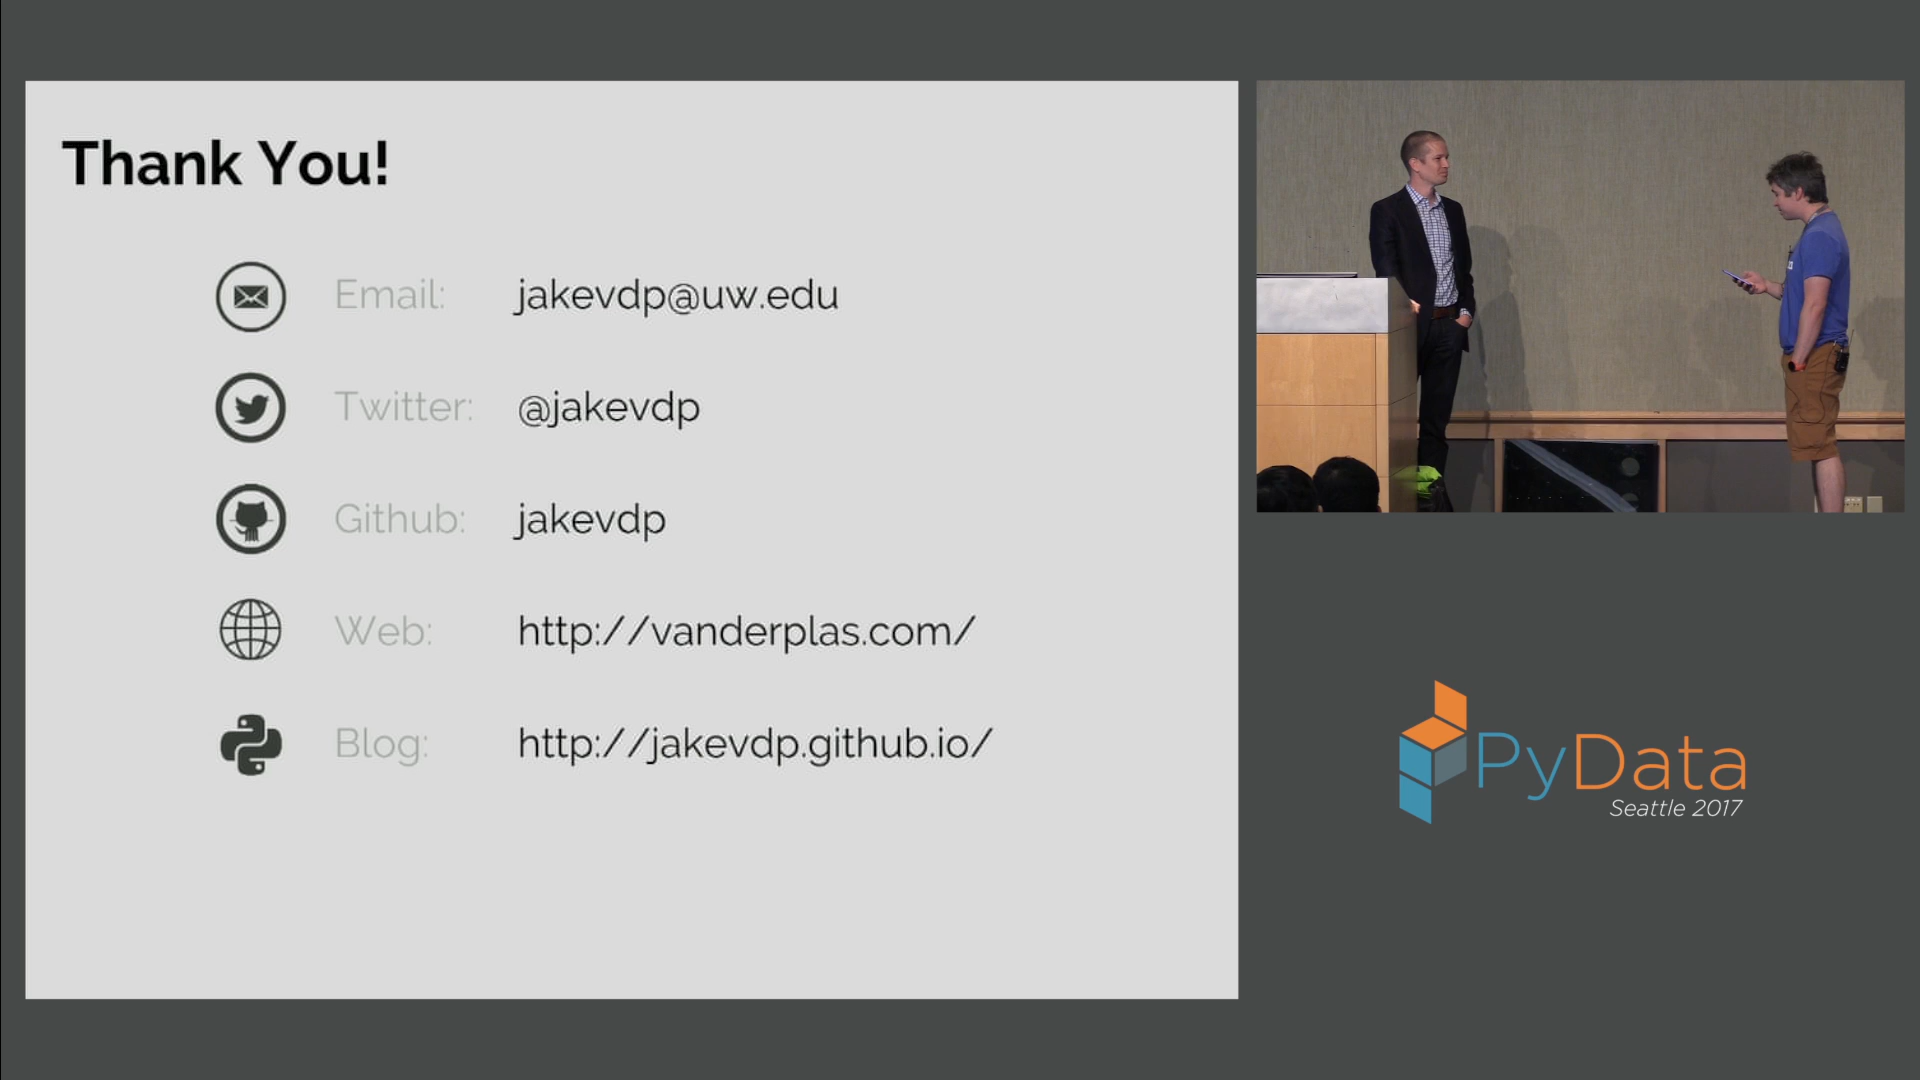 Thank You!
Email: jakevdp@uw.edu
Twitter: @jakevdp
Github: jakevdp
Web: http://vanderplas.com/
Blog: http://jakevdp.github.io/
PyData
Seattle 2017